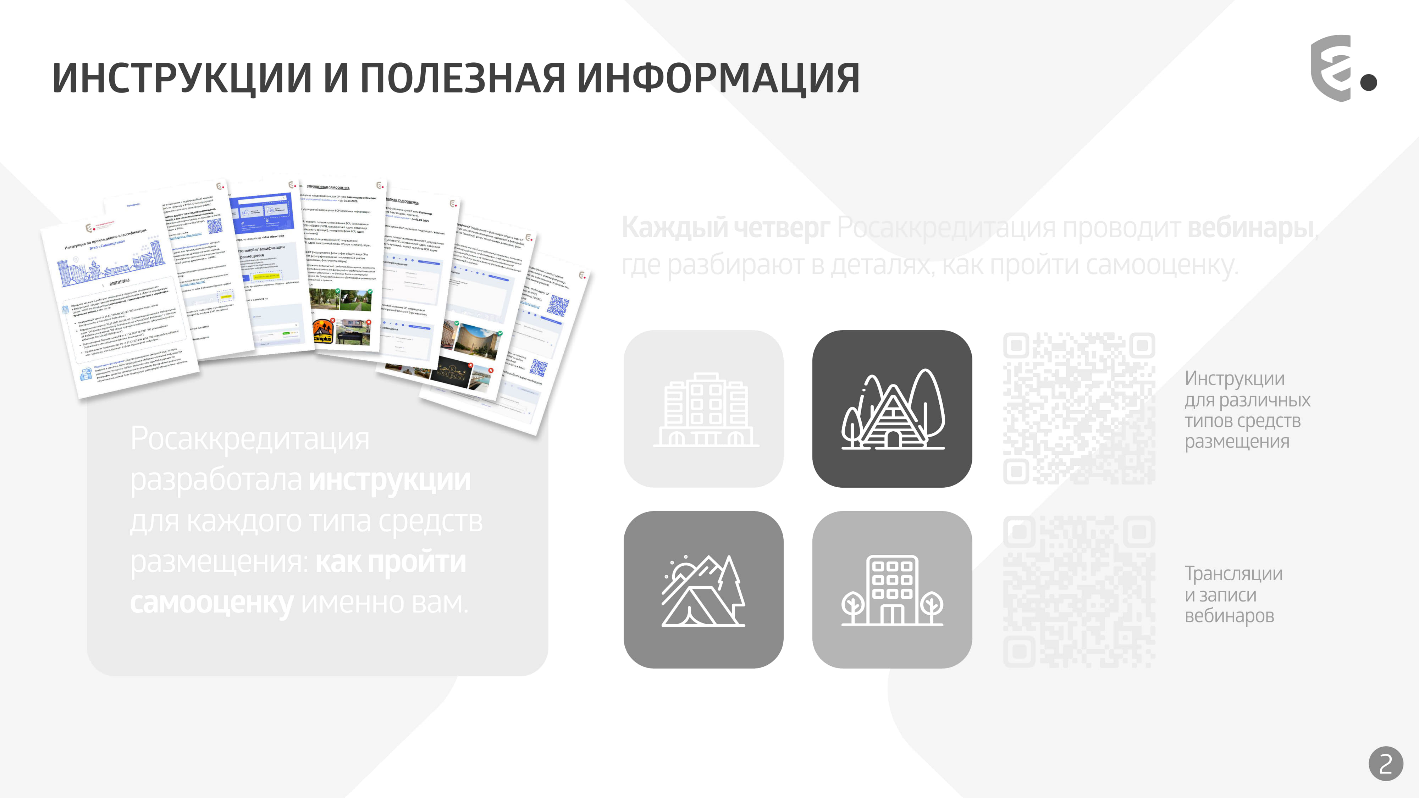 ИНСТРУКЦИИ И ПОЛЕЗНАЯ ИНФОРМАЦИЯ
Каждый четверг Росаккредитация проводит вебинары,
где разбирают в деталях, как пройти самооценку.
Росаккредитация
разработала инструкции
для каждого типа средств
размещения: как пройти
самооценку именно вам.
Инструкции
для различных
типов средств
размещения
Трансляции
и записи
вебинаров
2